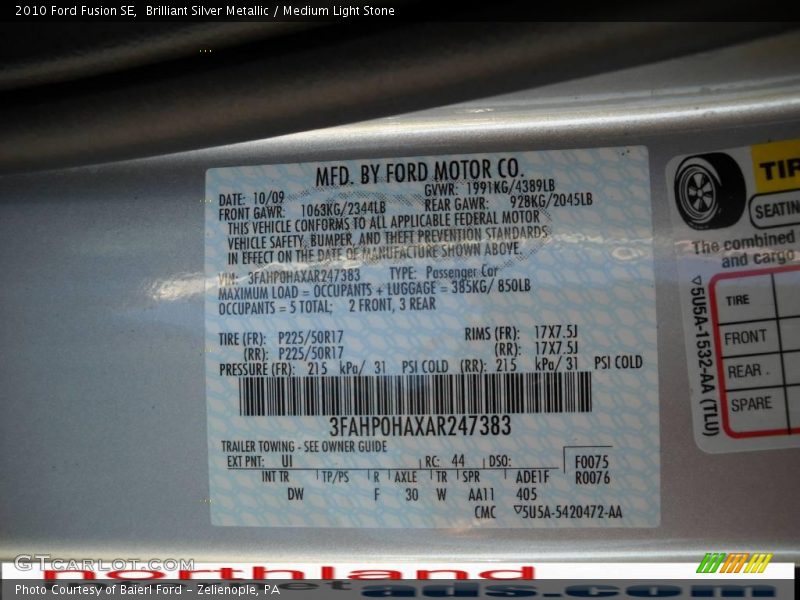 2010 Ford Fusion SE,  Brilliant Silver Metallic / Medium Light Stone
MFD. BY FORD MOTOR CO.
DATE: 10/09 GVWR: 1991KG/4389LB
FRONT GAWR: 1063KG/2344LB REAR GAWR: 928KG/2045LB
THIS VEHICLE CONFORMS TO ALL APPLICABLE FEDERAL MOTOR
VEHICLE SAFETY, BUMPER, AND THEFT PREVENTION STANDARDS
IN EFFECT ON THE DATE OF MANUFACTURE SHOWN ABOVE.
VIN: 3FAHP0HAXAR247383 TYPE: Passenger Car
MAXIMUM LOAD = OCCUPANTS + LUGGAGE = 385KG/ 850LB
OCCUPANTS = 5 TOTAL; 2 FRONT, 3 REAR
TIRE (FR): P225/50R17 RIMS (FR): 17X7.5J
(RR): P225/50R17 (RR): 17X7.5J
PRESSURE (FR): 215 kPa/ 31 PSI COLD (RR): 215 kPa/ 31 PSI COLD
3FAHP0HAXAR247383
TRAILER TOWING - SEE OWNER GUIDE
EXT PNT: UI RC: 44 DSO: F0075
INT TR TP/PS R AXLE TR SPR ADE1F R0076
DW F 30 W AA11 405
CMC 5U5A-5420472-AA
TIR
SEATIN
The combined
and cargo
TIRE
FRONT
REAR
SPARE
5U5A-1532-AA (TLU)
GTCarLot.com
northland
Photo Courtesy of Baierl Ford - Zelienople, PA
ads.com